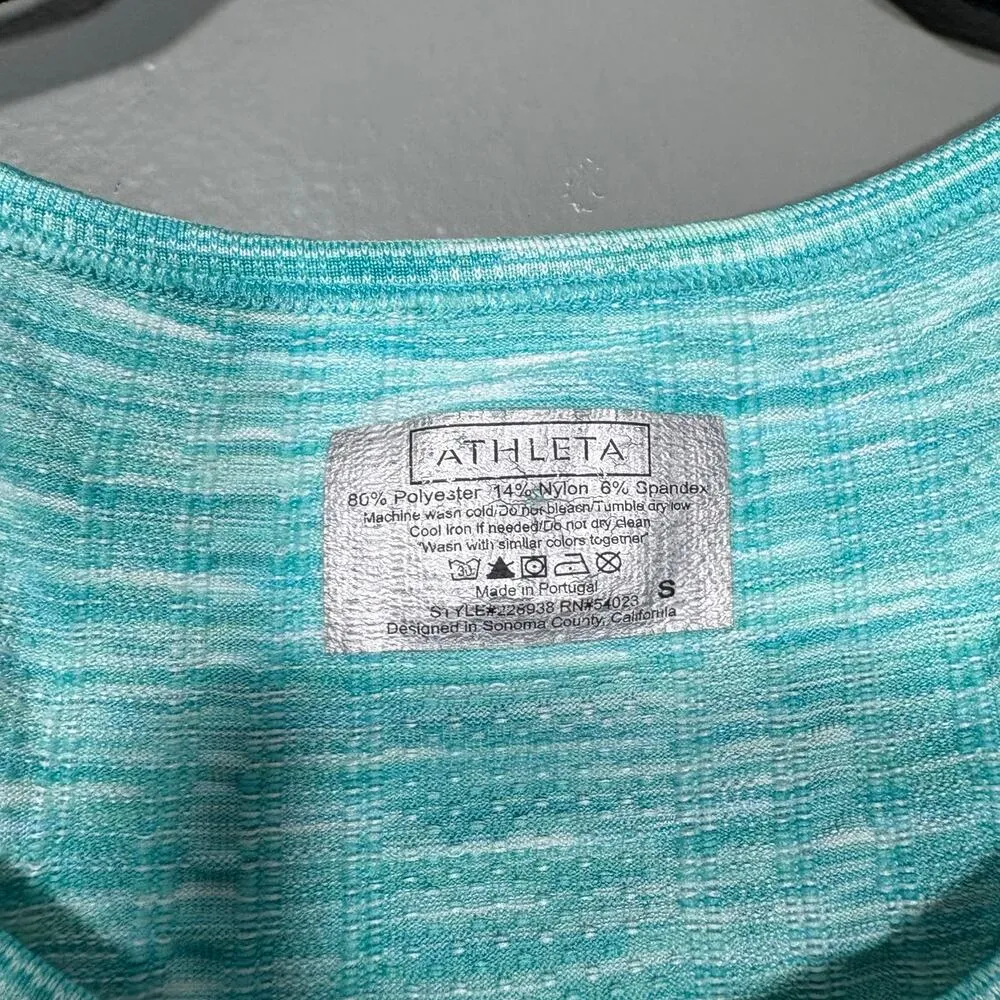 ATHLETA
80% Polyester 14% Nylon 6% Spandex
Machine wash cold/Do not bleach/Tumble dry low
Cool Iron If needed/Do not dry clean
"Wash with similar colors together"
30
Made in Portugal
S
STYLE#228938 RN#54023
Designed in Sonoma County, California